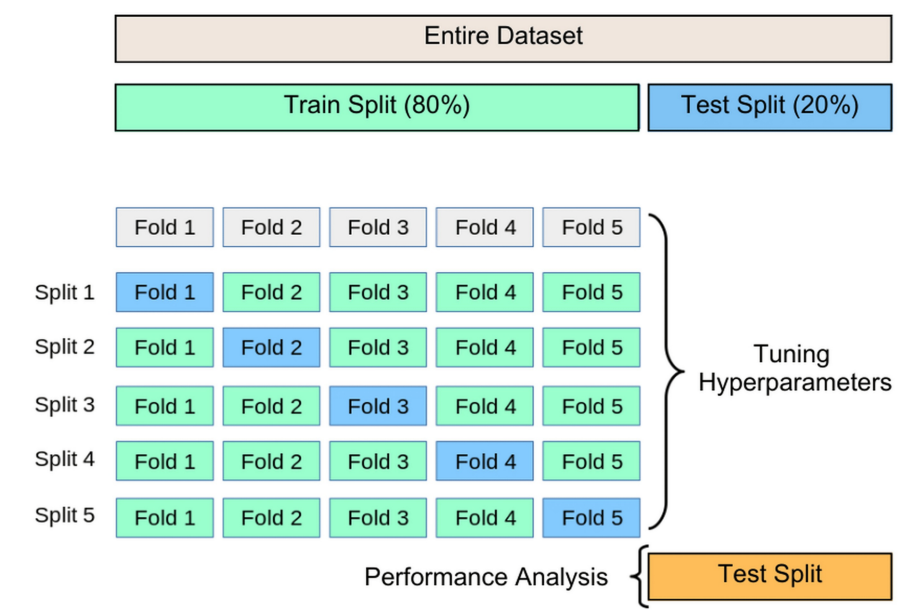 Entire Dataset
Train Split (80%) Test Split (20%)
Fold 1 Fold 2 Fold 3 Fold 4 Fold 5
Split 1 Fold 1 Fold 2 Fold 3 Fold 4 Fold 5
Split 2 Fold 1 Fold 2 Fold 3 Fold 4 Fold 5
Split 3 Fold 1 Fold 2 Fold 3 Fold 4 Fold 5
Split 4 Fold 1 Fold 2 Fold 3 Fold 4 Fold 5
Split 5 Fold 1 Fold 2 Fold 3 Fold 4 Fold 5
Tuning
Hyperparameters
Performance Analysis Test Split